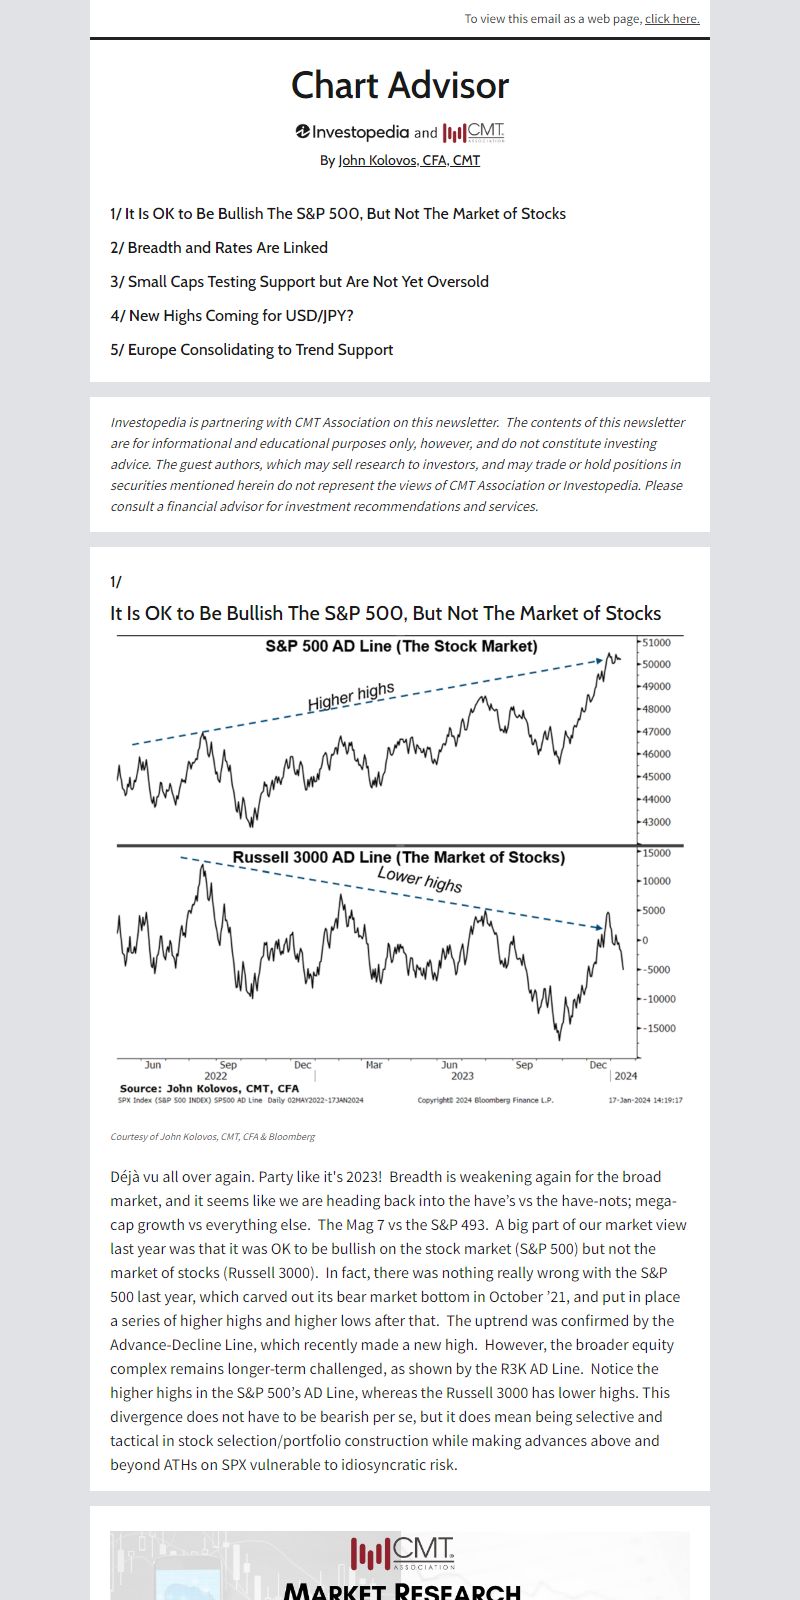 To view this email as a web page, click here.
Chart Advisor
Investopedia and CMT ASSOCIATION
By John Kolovos, CFA, CMT
1/ It Is OK to Be Bullish The S&P 500, But Not The Market of Stocks
2/ Breadth and Rates Are Linked
3/ Small Caps Testing Support but Are Not Yet Oversold
4/ New Highs Coming for USD/JPY?
5/ Europe Consolidating to Trend Support
Investopedia is partnering with CMT Association on this newsletter.  The contents of this newsletter
are for informational and educational purposes only, however, and do not constitute investing
advice. The guest authors, which may sell research to investors, and may trade or hold positions in
securities mentioned herein do not represent the views of CMT Association or Investopedia. Please
consult a financial advisor for investment recommendations and services.
1/
It Is OK to Be Bullish The S&P 500, But Not The Market of Stocks
S&P 500 AD Line (The Stock Market)
Higher highs
51000
50000
49000
48000
47000
46000
45000
44000
43000
Russell 3000 AD Line (The Market of Stocks)
Lower highs
15000
10000
5000
0
-5000
-10000
-15000
Jun Sep Dec Mar Jun Sep Dec
2022 2023 2024
Source: John Kolovos, CMT, CFA
SPX Index (S&P 500 INDEX) SP500 AD Line  Daily 02MAY2022-17JAN2024 Copyright© 2024 Bloomberg Finance L.P. 17-Jan-2024 14:19:17
Courtesy of John Kolovos, CMT, CFA & Bloomberg
Déjà vu all over again. Party like it's 2023!  Breadth is weakening again for the broad
market, and it seems like we are heading back into the have’s vs the have-nots; mega-
cap growth vs everything else.  The Mag 7 vs the S&P 493.  A big part of our market view
last year was that it was OK to be bullish on the stock market (S&P 500) but not the
market of stocks (Russell 3000).  In fact, there was nothing really wrong with the S&P
500 last year, which carved out its bear market bottom in October ’21, and put in place
a series of higher highs and higher lows after that.  The uptrend was confirmed by the
Advance-Decline Line, which recently made a new high.  However, the broader equity
complex remains longer-term challenged, as shown by the R3K AD Line.  Notice the
higher highs in the S&P 500’s AD Line, whereas the Russell 3000 has lower highs. This
divergence does not have to be bearish per se, but it does mean being selective and
tactical in stock selection/portfolio construction while making advances above and
beyond ATHs on SPX vulnerable to idiosyncratic risk.
CMT ASSOCIATION
MARKET RESEARCH